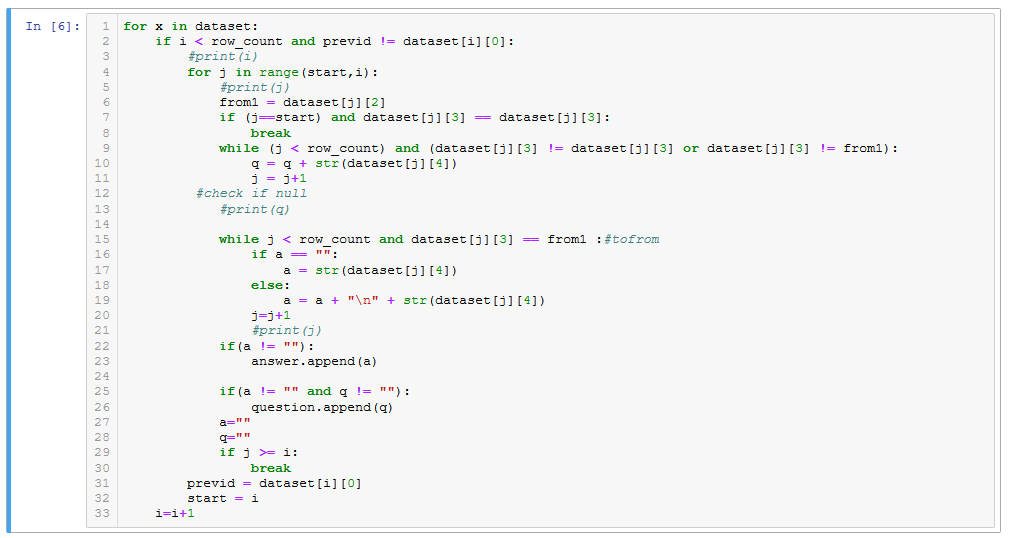 In [6]:
1 for x in dataset:
2     if i < row_count and previd != dataset[i][0]:
3         #print(i)
4         for j in range(start,i):
5             #print(j)
6             from1 = dataset[j][2]
7             if (j==start) and dataset[j][3] == dataset[j][3]:
8                 break
9             while (j < row_count) and (dataset[j][3] != dataset[j][3] or dataset[j][3] != from1):
10                 q = q + str(dataset[j][4])
11                 j = j+1
12          #check if null
13             #print(q)
14
15             while j < row_count and dataset[j][3] == from1 :#tofrom
16                 if a == "":
17                     a = str(dataset[j][4])
18                 else:
19                     a = a + "\n" + str(dataset[j][4])
20                 j=j+1
21                 #print(j)
22             if(a != ""):
23                 answer.append(a)
24
25             if(a != "" and q != ""):
26                 question.append(q)
27             a=""
28             q=""
29             if j >= i:
30                 break
31         previd = dataset[i][0]
32         start = i
33     i=i+1